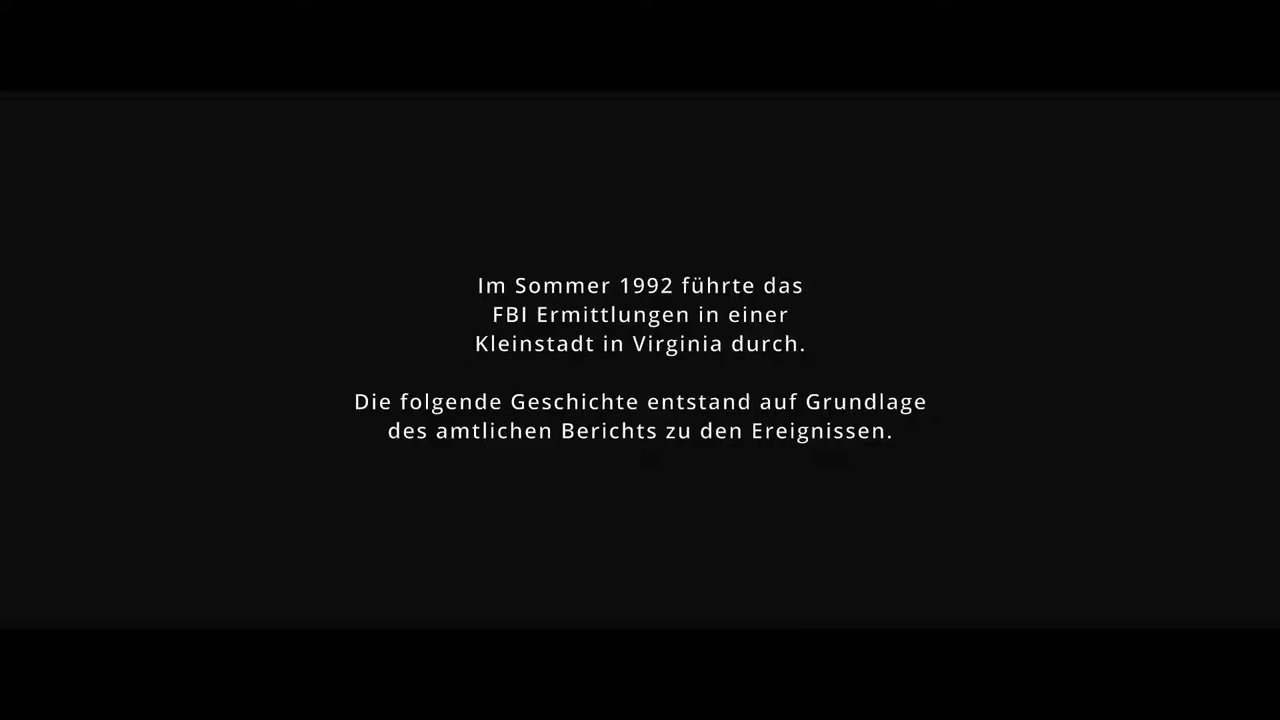 Im Sommer 1992 führte das
FBI Ermittlungen in einer
Kleinstadt in Virginia durch.
Die folgende Geschichte entstand auf Grundlage
des amtlichen Berichts zu den Ereignissen.